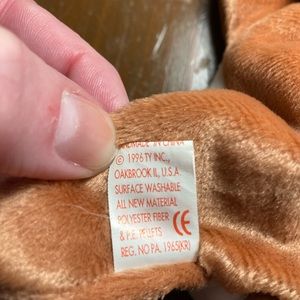 HANDMADE IN CHINA
© 1996 TY INC.,
OAKBROOK IL, U.S.A.
SURFACE WASHABLE
ALL NEW MATERIAL
POLYESTER FIBER
& P.E. PELLETS CE
REG. NO PA. 1965(KR)